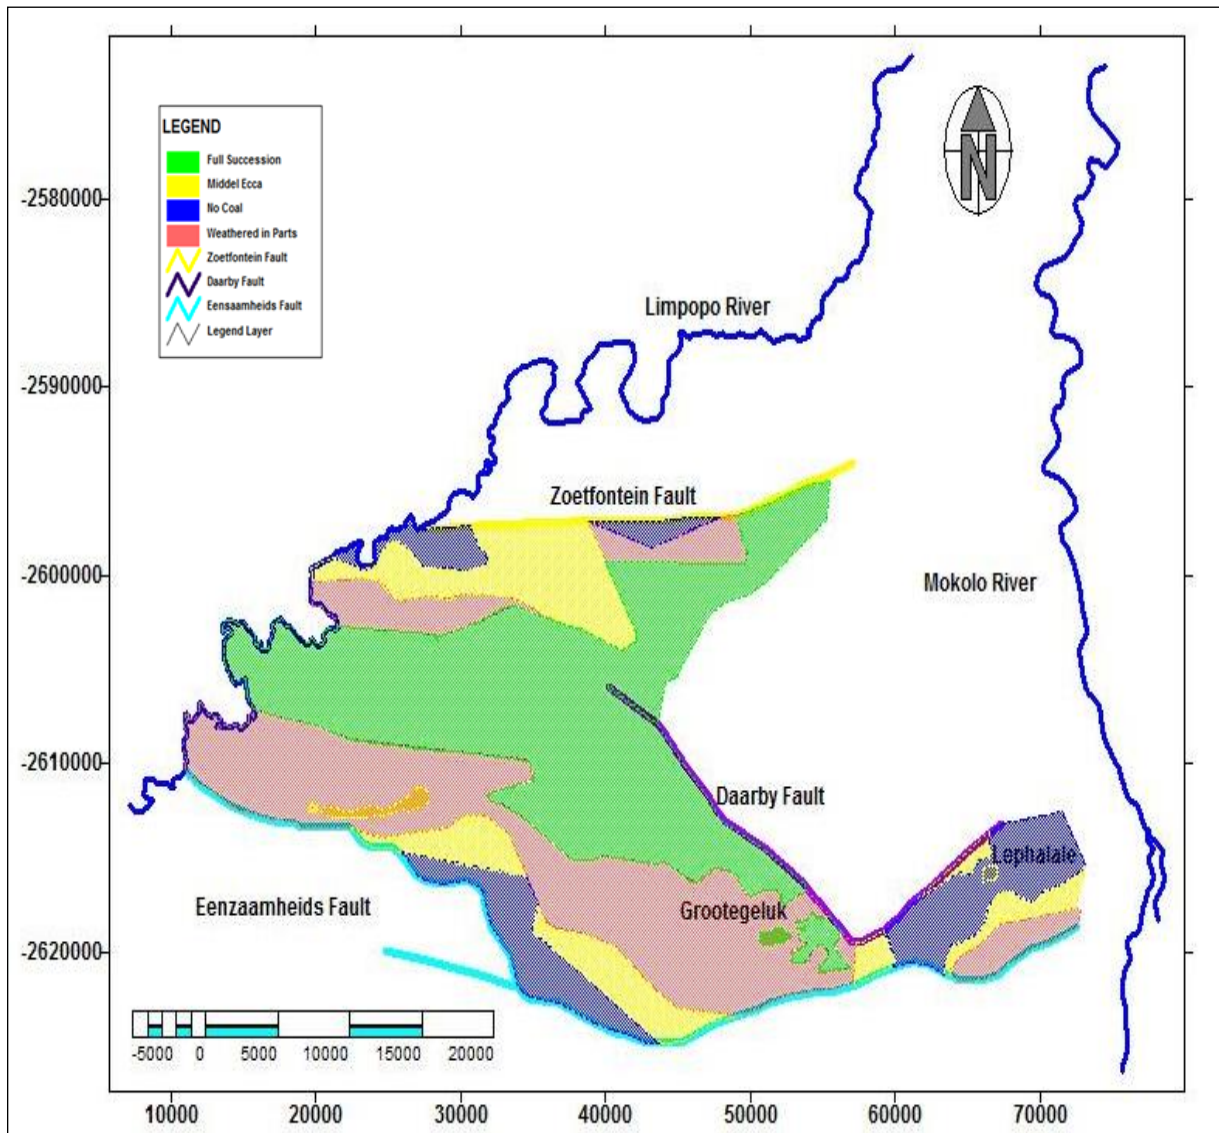 LEGEND
Full Succession
Middel Ecca
No Coal
Weathered in Parts
Zoetfontein Fault
Daarby Fault
Eensaamheids Fault
Legend Layer
N
-2580000
Limpopo River
-2590000
Zoetfontein Fault
-2600000
Mokolo River
-2610000
Daarby Fault
Lephalale
Eenzaamheids Fault
Grootegeluk
-2620000
-5000 0 5000 10000 15000 20000
10000 20000 30000 40000 50000 60000 70000